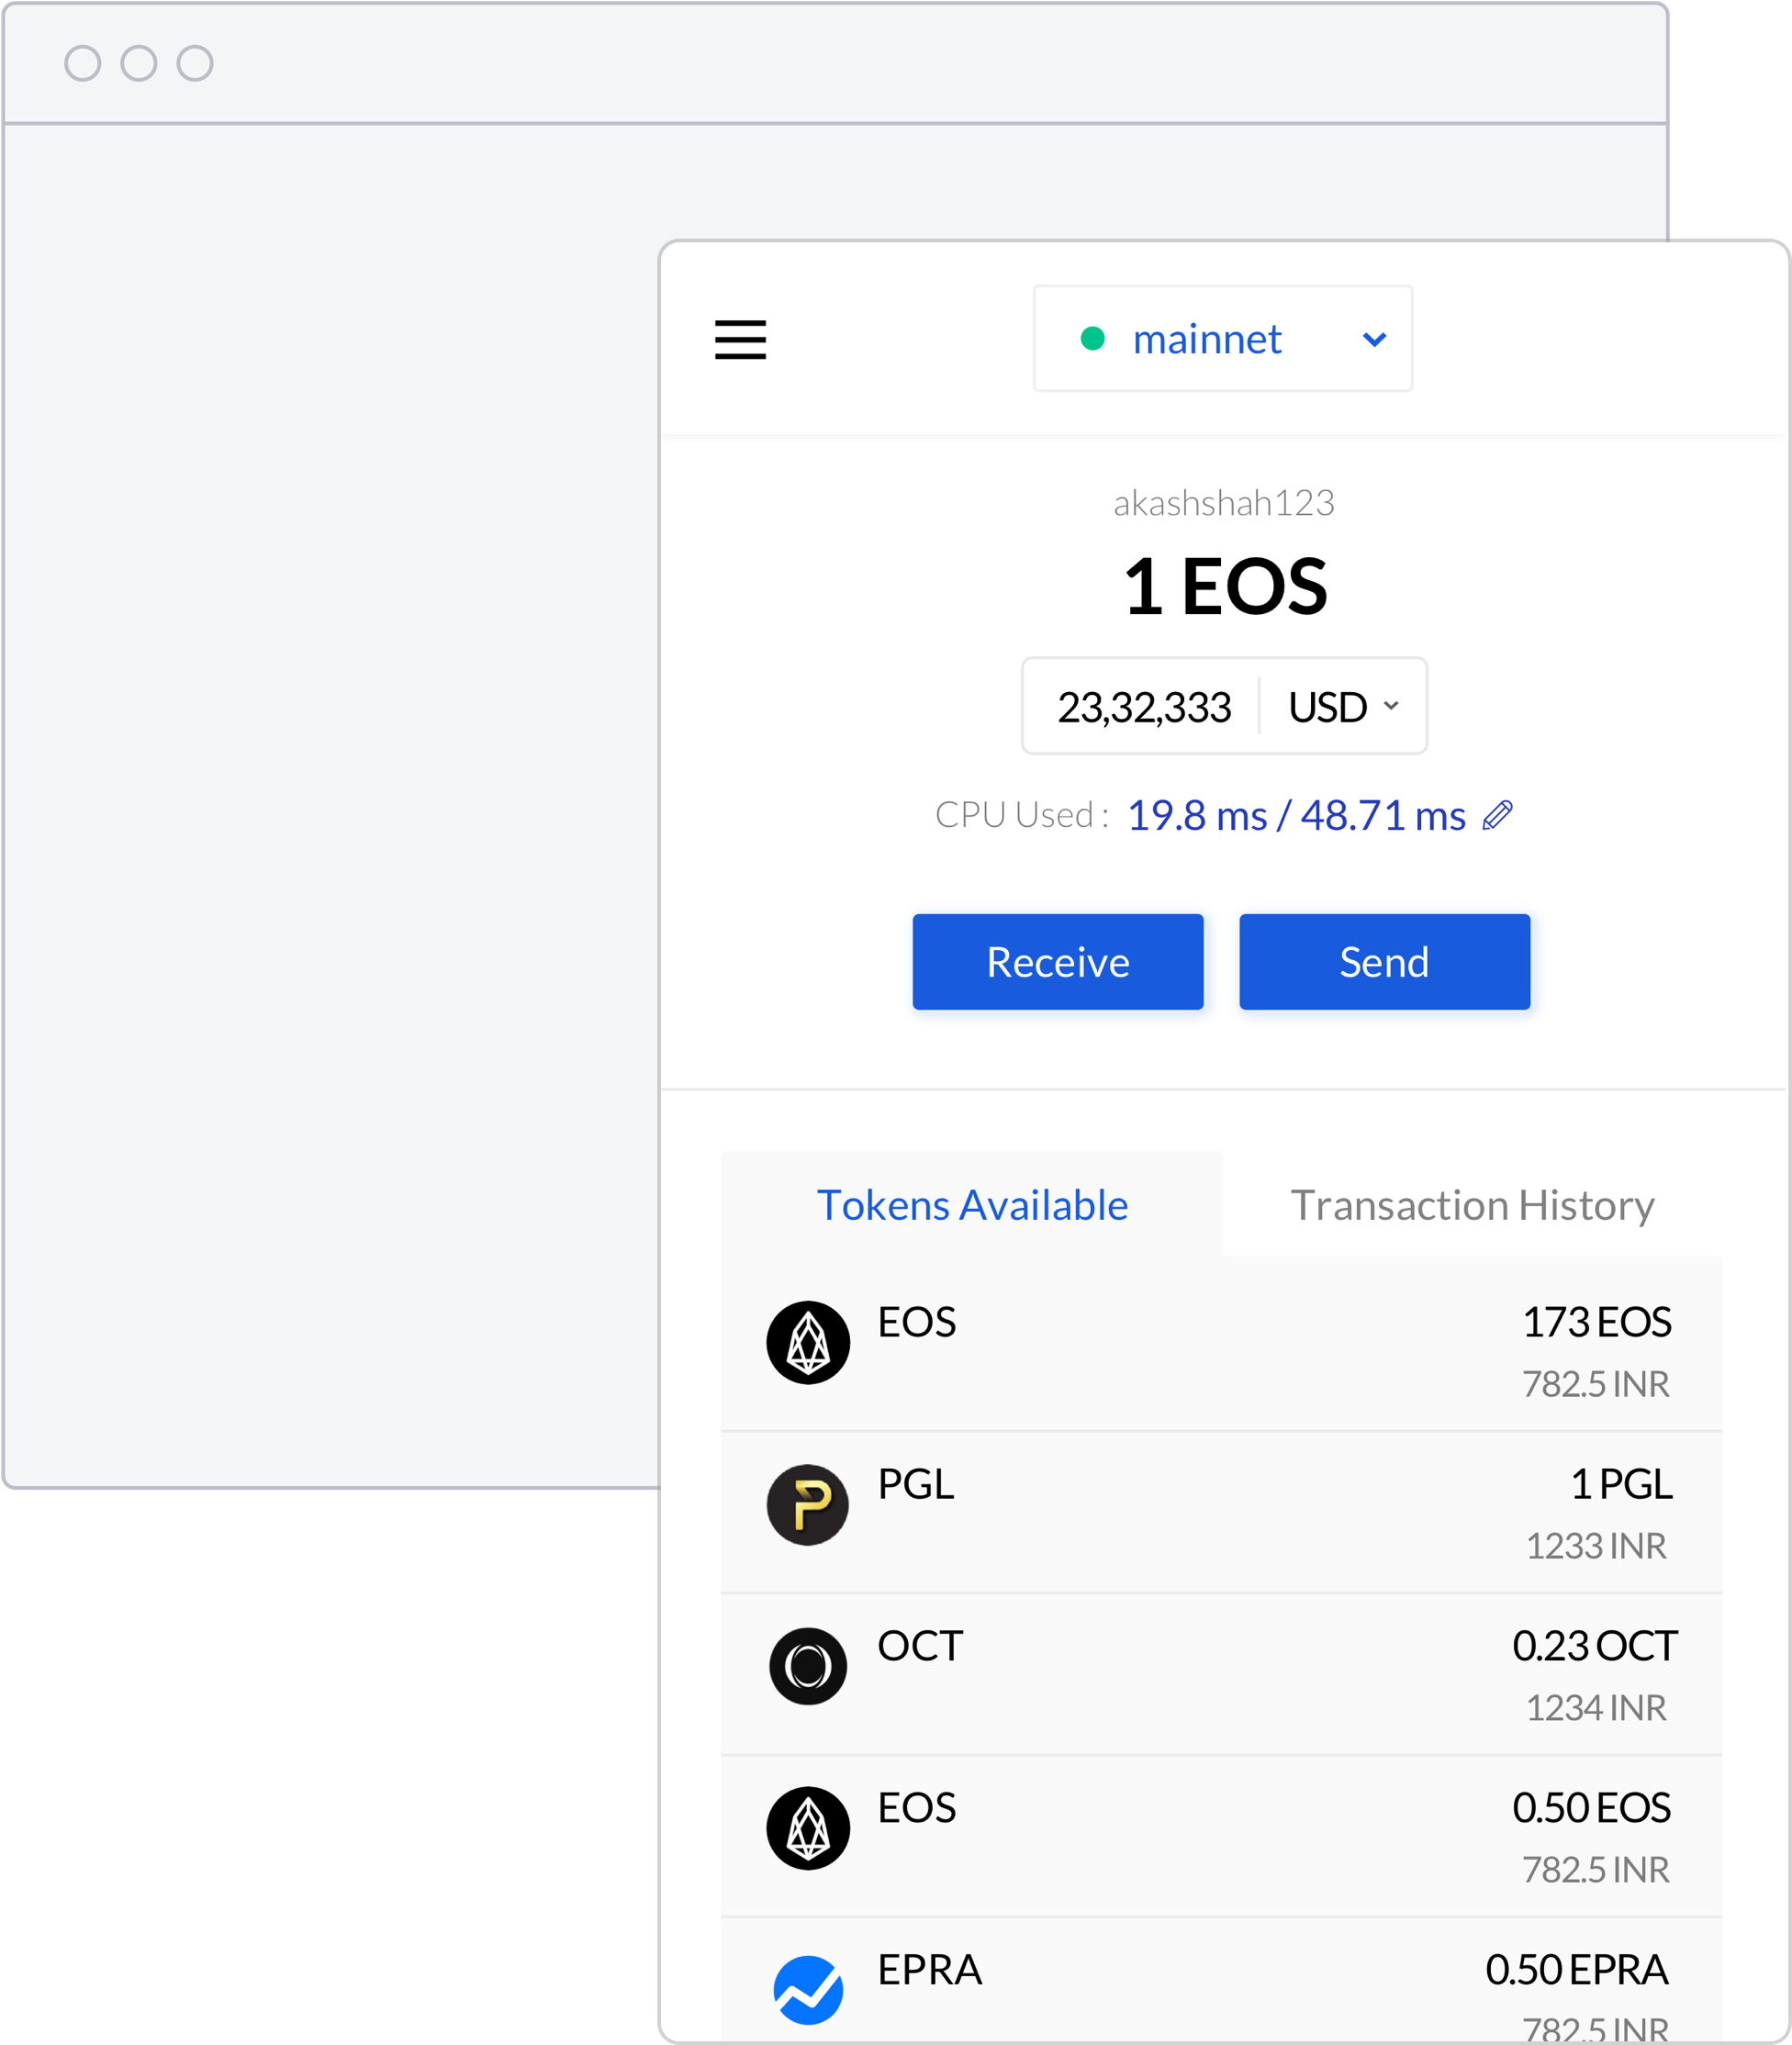 mainnet
akashshah123
1 EOS
23,32,333 USD
CPU Used : 19.8 ms / 48.71 ms
Receive Send
Tokens Available Transaction History
EOS 173 EOS
782.5 INR
PGL 1 PGL
1233 INR
OCT 0.23 OCT
1234 INR
EOS 0.50 EOS
782.5 INR
EPRA 0.50 EPRA
782.5 INR